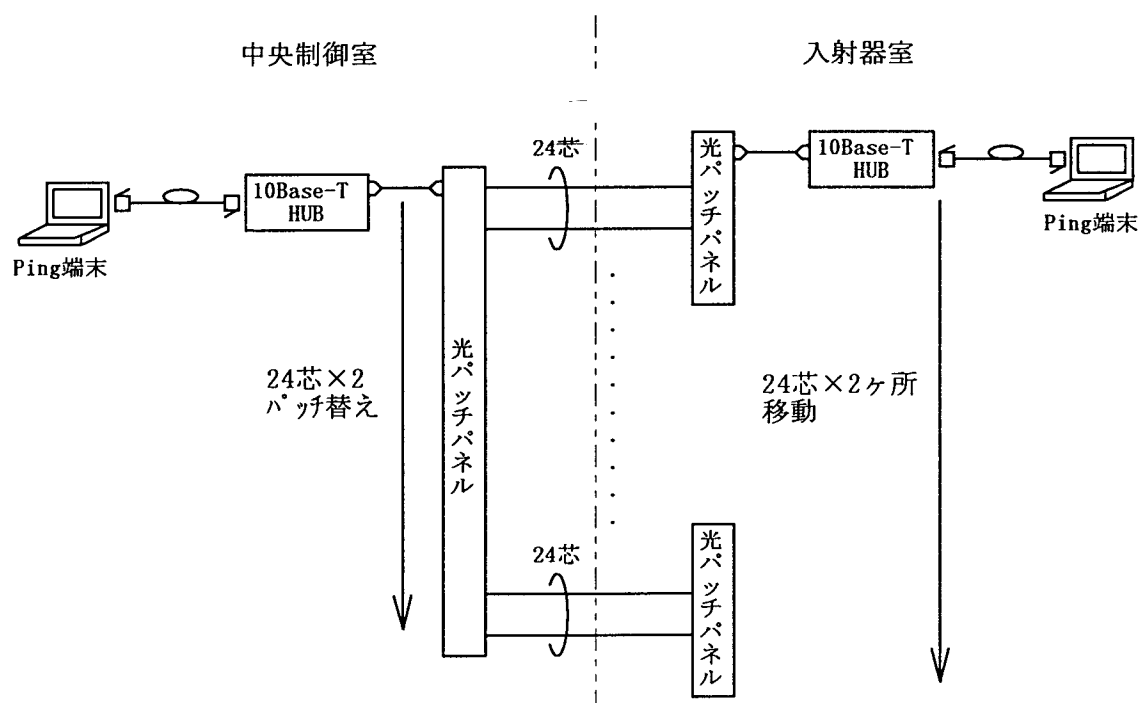 中央制御室
入射器室
24芯
10Base-T
HUB
10Base-T
HUB
Ping端末
Ping端末
光パッチパネル
光パッチパネル
24芯×2
パッチ替え
24芯×2ヶ所
移動
24芯
光パッチパネル